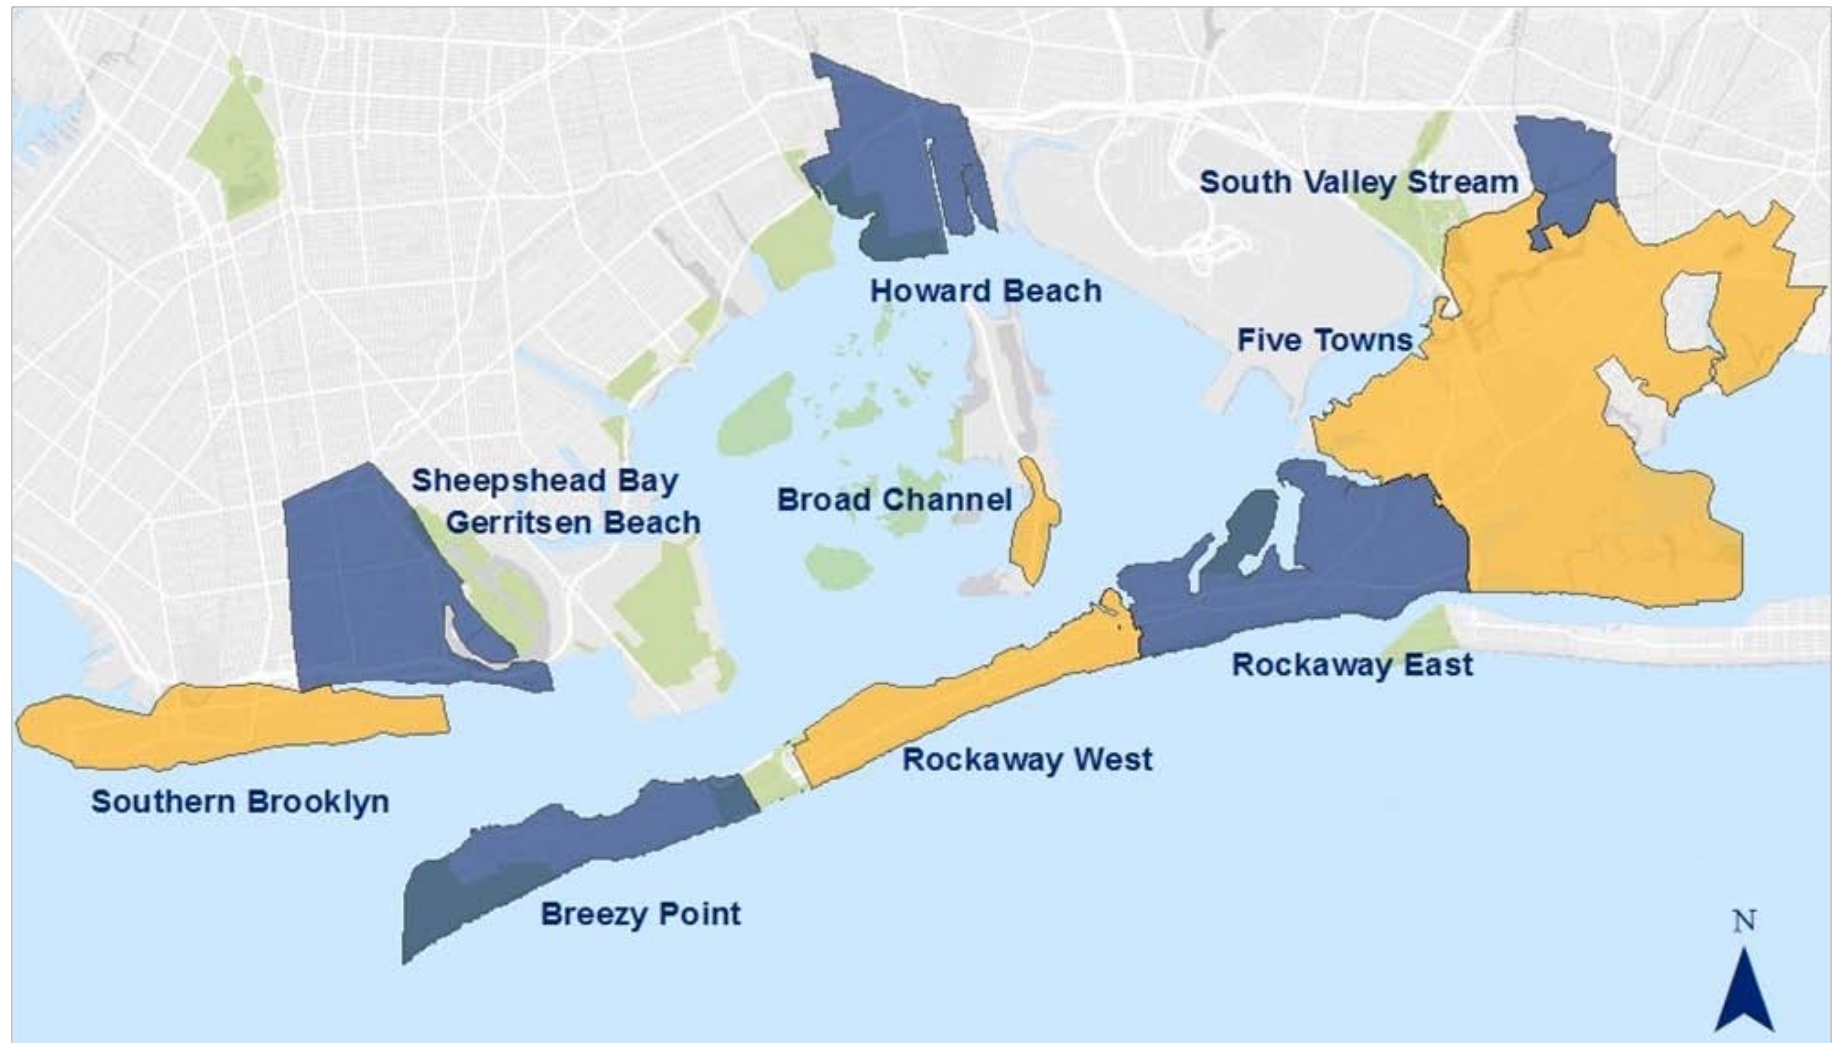 South Valley Stream
Howard Beach
Five Towns
Sheepshead Bay
Gerritsen Beach
Broad Channel
Rockaway East
Rockaway West
Southern Brooklyn
Breezy Point
N